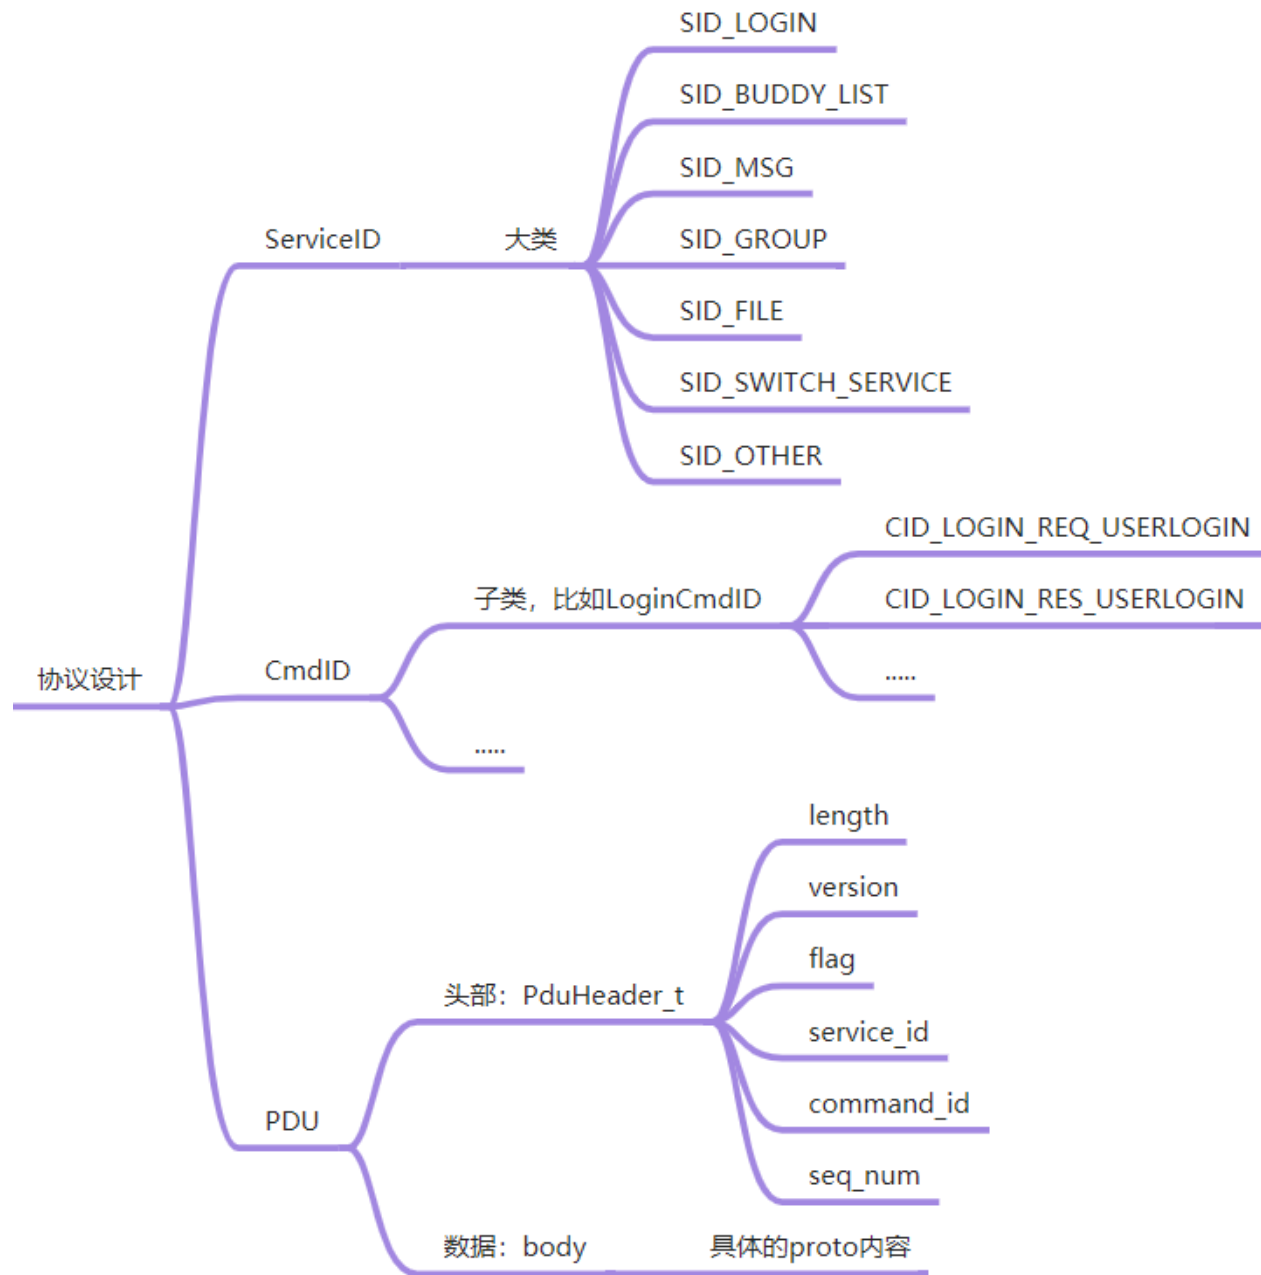 SID_LOGIN
SID_BUDDY_LIST
SID_MSG
ServiceID
大类
SID_GROUP
SID_FILE
SID_SWITCH_SERVICE
SID_OTHER
CID_LOGIN_REQ_USERLOGIN
子类，比如LoginCmdID
CID_LOGIN_RES_USERLOGIN
协议设计
CmdID
.....
.....
length
version
flag
头部：PduHeader_t
service_id
command_id
PDU
seq_num
数据：body
具体的proto内容